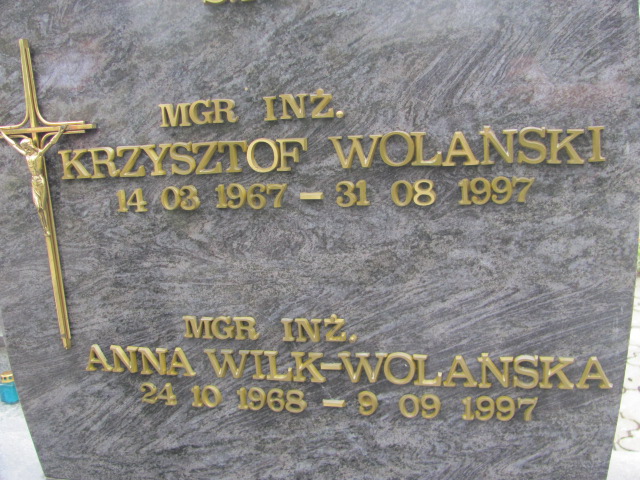 MGR INŻ.
KRZYSZTOF WOLAŃSKI
14 03 1967 – 31 08 1997
MGR INŻ.
ANNA WILK-WOLAŃSKA
24 10 1968 – 9 09 1997